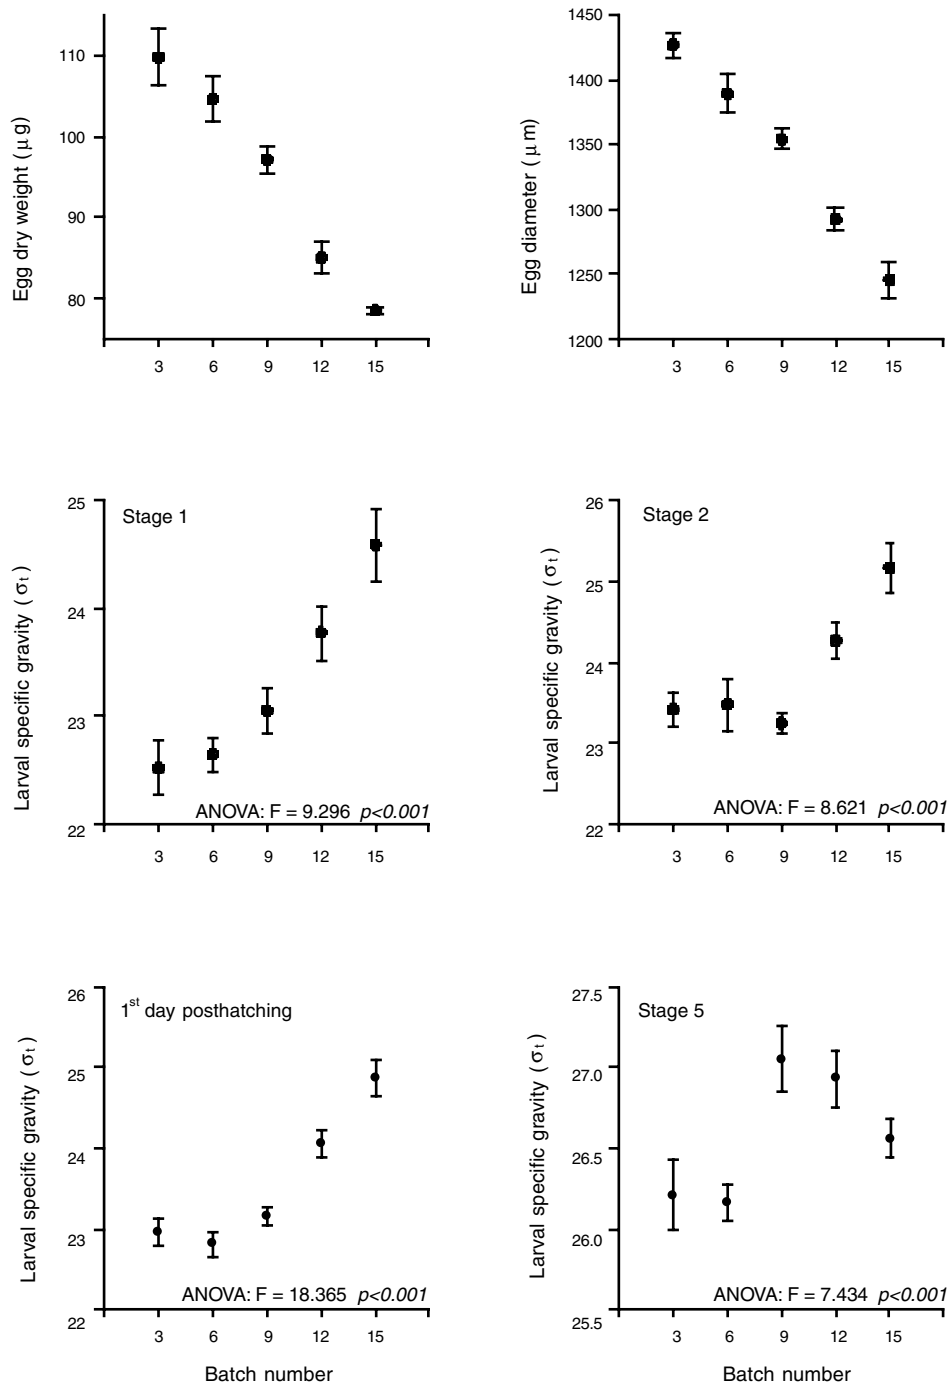 Egg dry weight (μg)
110
100
90
80
3 6 9 12 15
Egg diameter (μm)
1450
1400
1350
1300
1250
1200
3 6 9 12 15
Larval specific gravity (σt)
25
24
23
22
Stage 1
ANOVA: F = 9.296 p<0.001
3 6 9 12 15
Larval specific gravity (σt)
26
25
24
23
22
Stage 2
ANOVA: F = 8.621 p<0.001
3 6 9 12 15
Larval specific gravity (σt)
26
25
24
23
22
1st day posthatching
ANOVA: F = 18.365 p<0.001
3 6 9 12 15
Batch number
Larval specific gravity (σt)
27.5
27.0
26.5
26.0
25.5
Stage 5
ANOVA: F = 7.434 p<0.001
3 6 9 12 15
Batch number